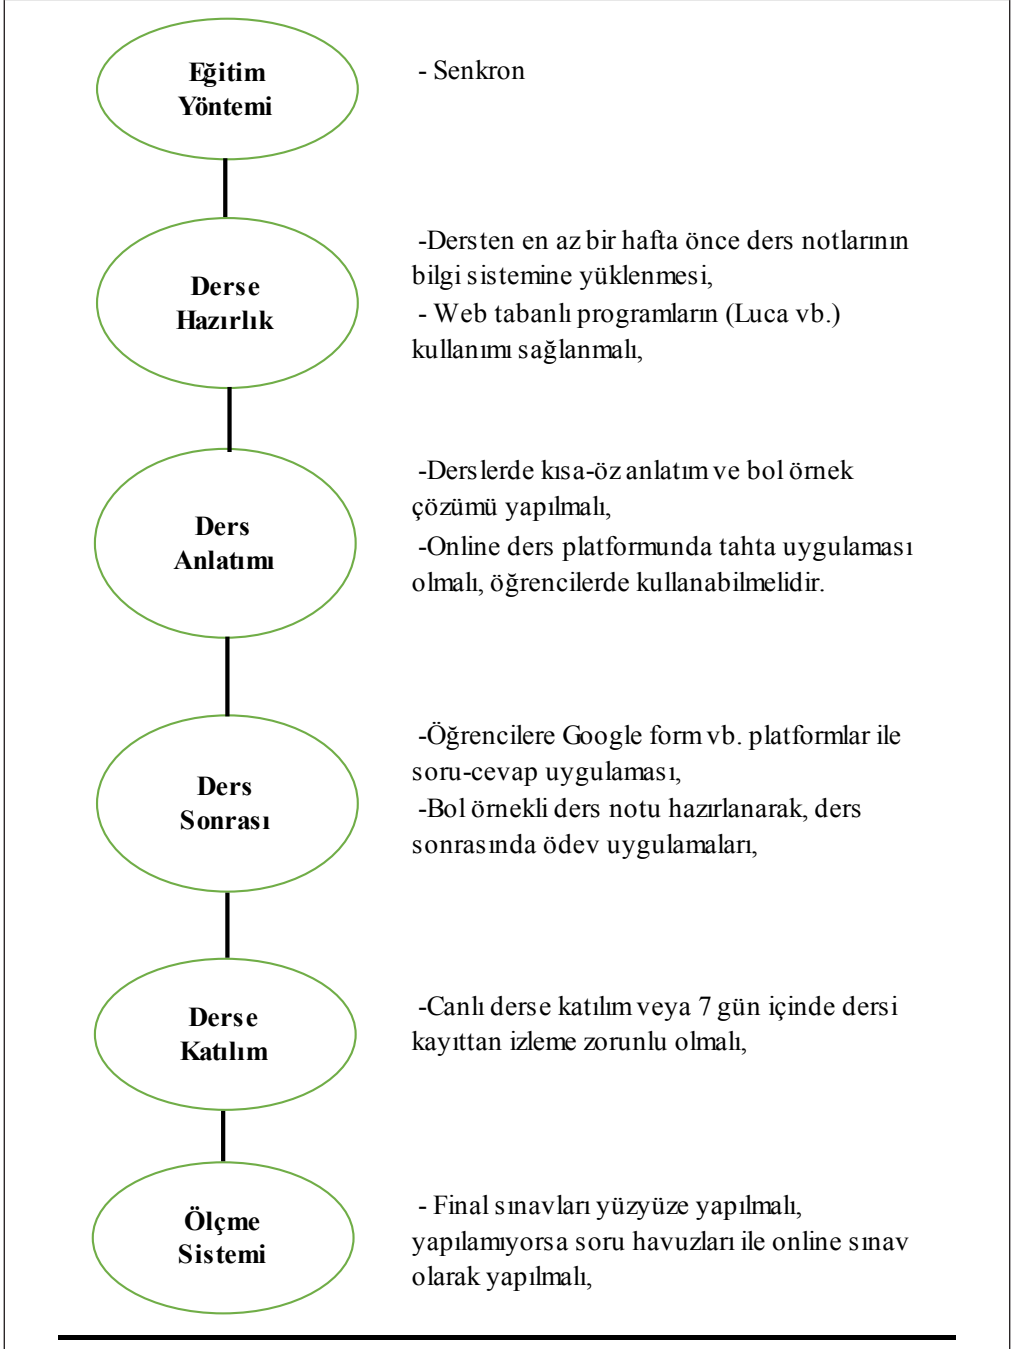 Eğitim
Yöntemi
- Senkron
Derse
Hazırlık
-Dersten en az bir hafta önce ders notlarının
bilgi sistemine yüklenmesi,
- Web tabanlı programların (Luca vb.)
kullanımı sağlanmalı,
Ders
Anlatımı
-Derslerde kısa-öz anlatım ve bol örnek
çözümü yapılmalı,
-Online ders platformunda tahta uygulaması
olmalı, öğrencilerde kullanabilmelidir.
Ders
Sonrası
-Öğrencilere Google form vb. platformlar ile
soru-cevap uygulaması,
-Bol örnekli ders notu hazırlanarak, ders
sonrasında ödev uygulamaları,
Derse
Katılım
-Canlı derse katılım veya 7 gün içinde dersi
kayıttan izleme zorunlu olmalı,
Ölçme
Sistemi
- Final sınavları yüzyüze yapılmalı,
yapılamıyorsa soru havuzları ile online sınav
olarak yapılmalı,